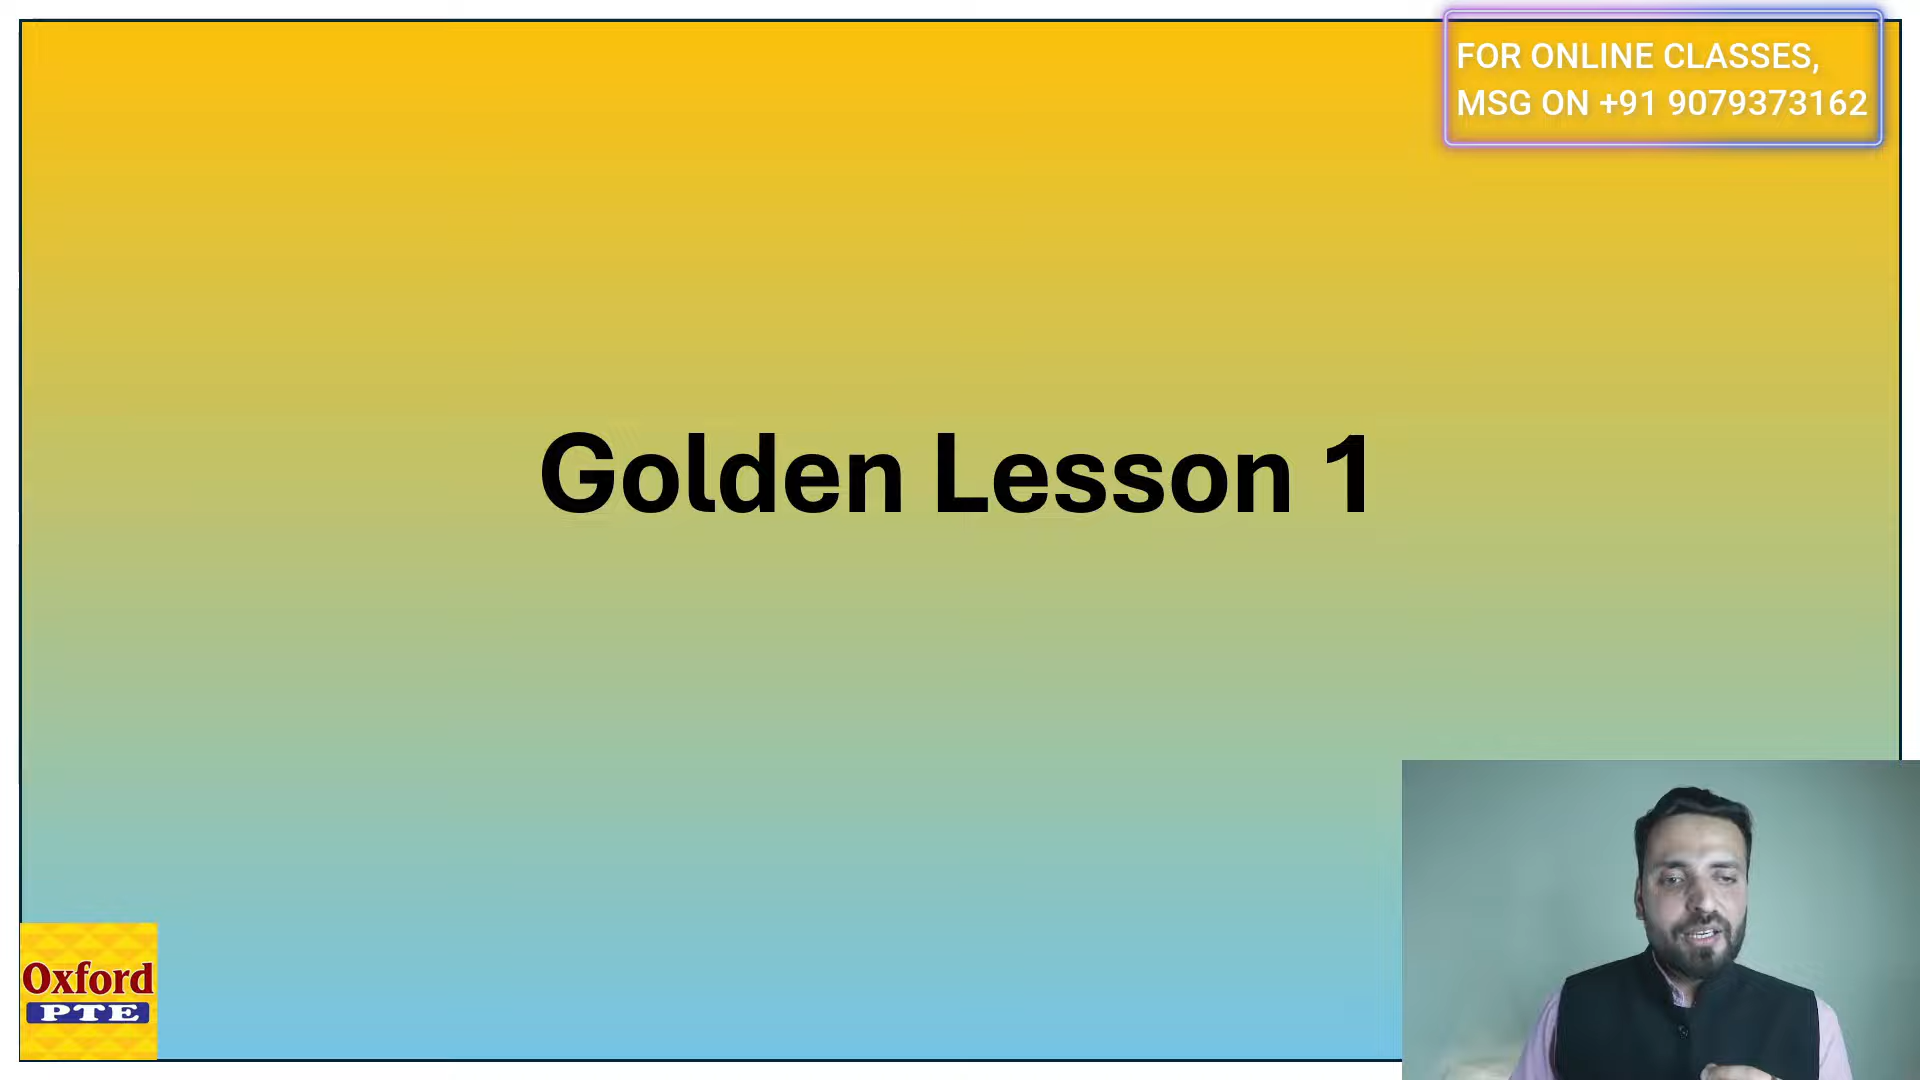 FOR ONLINE CLASSES,
MSG ON +91 9079373162
Golden Lesson 1
Oxford
PTE